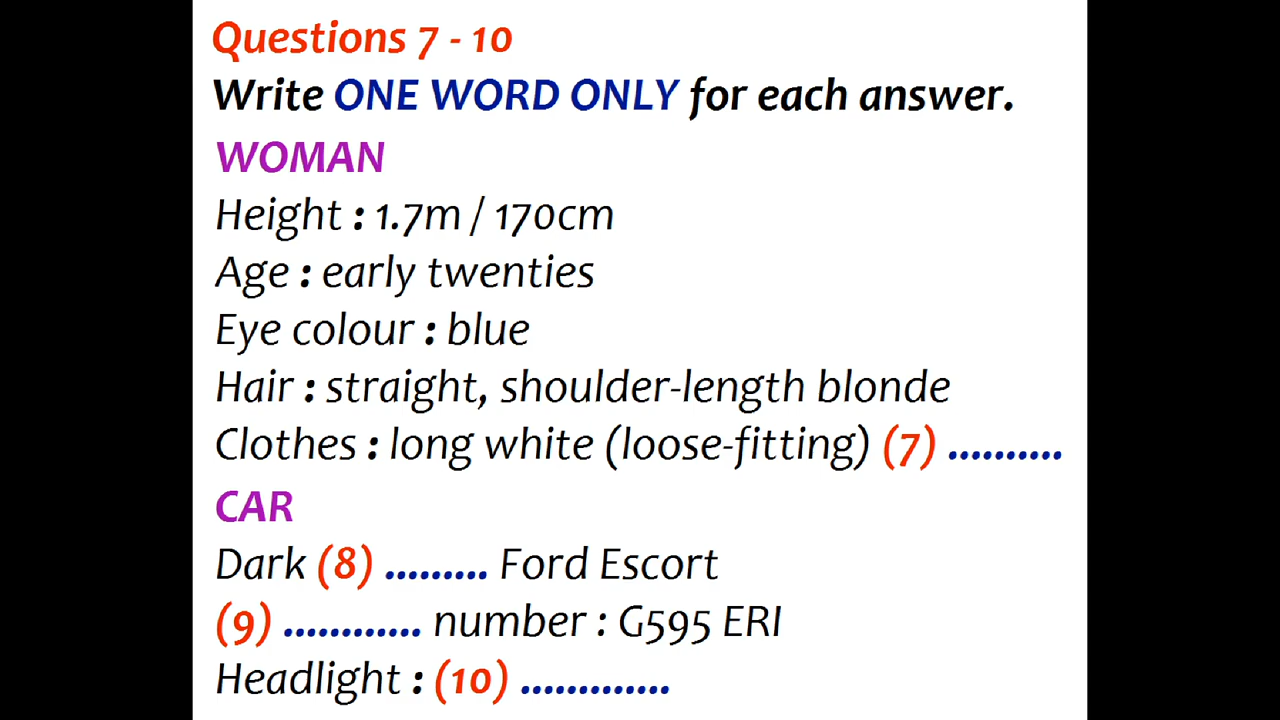 Questions 7 - 10
Write ONE WORD ONLY for each answer.
WOMAN
Height : 1.7m / 170cm
Age : early twenties
Eye colour : blue
Hair : straight, shoulder-length blonde
Clothes : long white (loose-fitting) (7) ..........
CAR
Dark (8) ......... Ford Escort
(9) ............ number : G595 ERI
Headlight : (10) .............